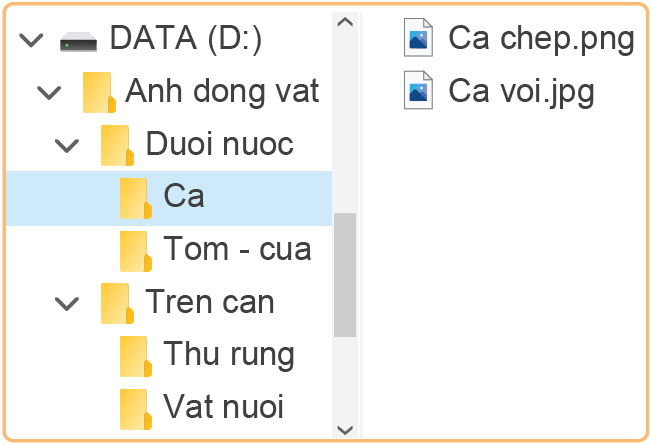 DATA (D:)
Anh dong vat
Duoi nuoc
Ca
Tom - cua
Tren can
Thu rung
Vat nuoi
Ca chep.png
Ca voi.jpg